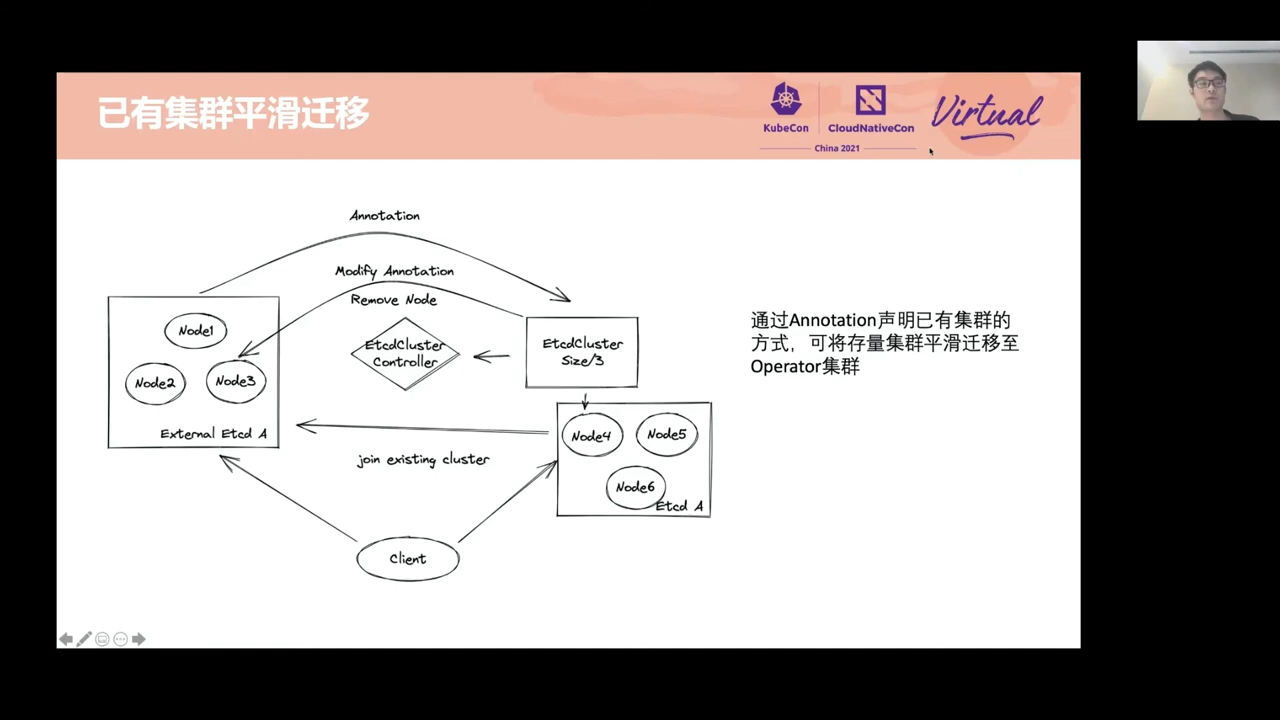 已有集群平滑迁移
KubeCon
CloudNativeCon
China 2021
Virtual
Annotation
Modify Annotation
Remove Node
EtcdCluster
Controller
EtcdCluster
Size/3
Node1
Node2
Node3
External Etcd A
Node4
Node5
Node6
Etcd A
join existing cluster
Client
通过Annotation声明已有集群的
方式，可将存量集群平滑迁移至
Operator集群